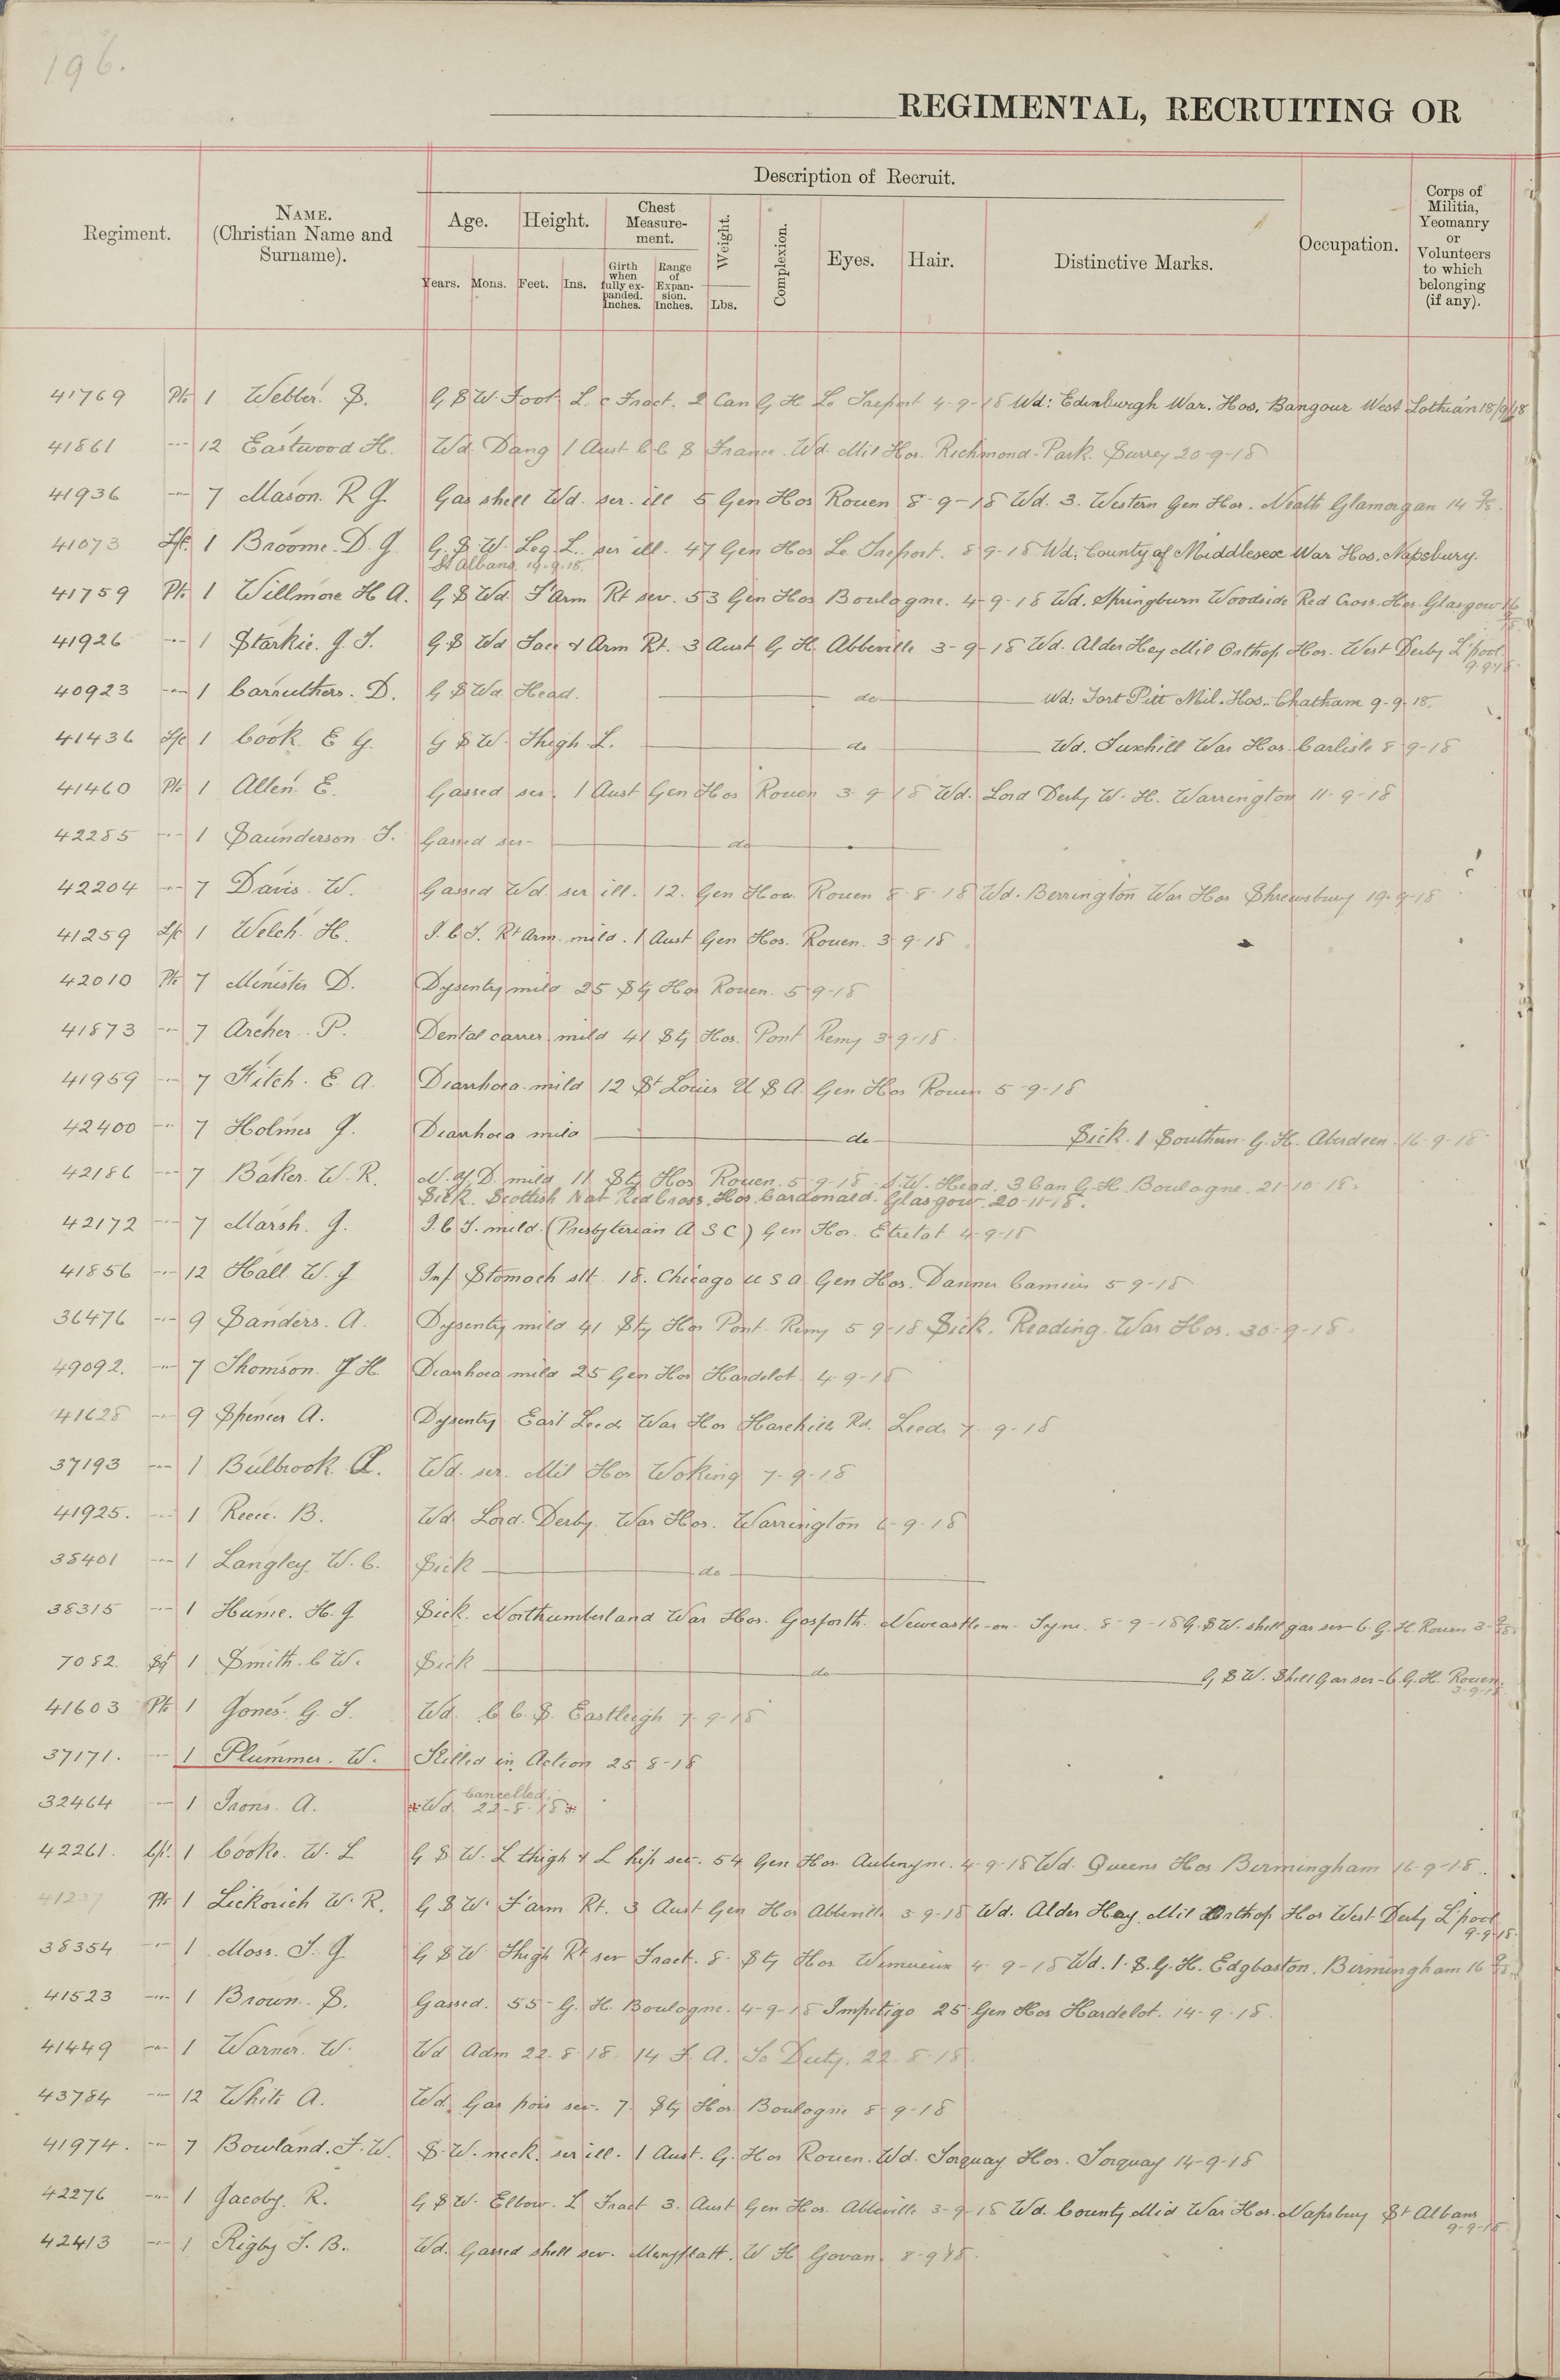 196.
REGIMENTAL, RECRUITING OR
Description of Recruit.
Regiment.
NAME.
(Christian Name and
Surname).
Age.
Height.
Chest
Measure-
ment.
Weight.
Complexion.
Eyes.
Hair.
Distinctive Marks.
Occupation.
Corps of
Militia,
Yeomanry
or
Volunteers
to which
belonging
(if any).
Years.
Mons.
Feet.
Ins.
Girth
when
fully ex-
panded.
Inches.
Range
of
Expan-
sion.
Inches.
Lbs.
41769 Pte 1 Webber. S. G S W. Foot L. c Fract. 2 Can G H Le Treport 4-9-18 Wd: Edinburgh War. Hos. Bangour West Lothian 18/9/18
41861 -"- 12 Eastwood H. Wd. Dang 1 Aust C C S France. Wd. Mil Hos. Richmond Park. Surrey 20-9-18
41936 -"- 7 Mason. R G. Gas shell Wd. ser. ill 5 Gen Hos Rouen 8-9-18 Wd. 3. Western Gen Hos. Neath Glamorgan 14 9/18.
41073 L/c. 1 Broome. D. G G. S. W. Leg. L. ser ill. 47 Gen Hos Le Treport. 8 9-18 Wd: County of Middlesex War Hos. Napsbury.
St Albans. 14-9-18.
41759 Pte 1 Willmore H A. G S Wd. F'arm Rt sev. 53 Gen Hos Boulogne. 4-9-18 Wd. Springburn Woodside Red Cross. Hos. Glasgow 16
41926 -"- 1 Starkie. J. T. G S Wd Face & Arm Rt. 3 Aust G H. Abbeville 3-9-18 Wd. Alder Hey Mil Orthop Hos. West Derby L'pool
9-9-18.
40923 -"- 1 Carruthers. D. G S Wd. Head. do Wd: Fort Pitt Mil. Hos. Chatham 9-9-18.
41436 L/c 1 Cook. E G. G S W. Thigh L. do Wd. Fusehill War Hos. Carlisle 8 9-18
41460 Pte 1 Allen E. Gassed sev. 1 Aust Gen Hos Rouen 3 9 18 Wd. Lord Derby W. H. Warrington 11-9-18
42285 -"- 1 Saunderson T. Gassed sev- do
42204 -"- 7 Davis. W. Gassed Wd. ser ill. 12. Gen Hos. Rouen 8-8-18 Wd. Berrington War Hos Shrewsbury 19-9-18
41259 L/c 1 Welch. H. I. C T. Rt Arm. mild. 1 Aust Gen Hos. Rouen. 3-9-18
42010 Pte 7 Minister D. Dysentry mild 25 Sty Hos Rouen. 5-9-18
41873 -"- 7 Archer. P. Dental carres mild 41 Sty Hos. Pont Remy 3-9-18
41959 -"- 7 Fitch. E. A. Diarrhoea mild 12 St Louis U S A. Gen Hos Rouen 5-9-18
42400 -"- 7 Holmes J. Diarrhoea mild do Sick. 1 Southern. G. H. Aberdeen. 16-9-18
42186 -"- 7 Baker. W. R. N. Y. D. mild 11 Sty Hos Rouen. 5-9-18. S. W. Head. 3 Can G. H. Boulogne. 21-10-18.
Sick. Scottish Nat. Red Cross. Hos. Cardonald. Glasgow. 20-11-18.
42172 -"- 7 Marsh. J. I. C T. mild. (Presbyterian A S C) Gen Hos. Etretat 4-9-18
41856 -"- 12 Hall W. J Inf Stomach slt. 18. Chicago U S A Gen Hos. Dannes Camiers 5 9-18
36476 -"- 9 Sanders. A. Dysentry mild 41 Sty Hos Pont. Remy 5 9-18 Sick. Reading. War Hos. 30-9-18.
49092. -"- 7 Thomson. J H. Diarrhoea mild 25 Gen Hos Hardelot 4-9-18
41628 -"- 9 Spencer A. Dysentry East Leeds War Hos Harehills Rd. Leeds 7-9-18
37193 -"- 1 Bulbrook. A. Wd. sev. Mil Hos Woking 7-9-18
41925. -"- 1 Reece. B. Wd. Lord. Derby. War Hos. Warrington 6-9-18
38401 -"- 1 Langley. W. C. Sick do
38315 -"- 1 Hume. H. J Sick. Northumberland War Hos. Gosforth. Newcastle-on-Tyne. 8-9-18 G. S W. shell gas sev 6. G. H. Rouen 3-9/18.
7082. Sgt 1 Smith. C W. Sick do G S W. Shell Gas ser-6 G. H. Rouen.
3-9-18
41603 Pte 1 Jones. G. T. Wd. C C. S. Eastleigh 7-9-18
37171. -"- 1 Plummer. W. Killed in Action 25 8-18
32464 -"- 1 Irons. A. *Wd. Cancelled. 22-8-18*
42261. Cpl. 1 Cooke. W. L G S W. L thigh & L hip sev. 54 Gen Hos. Aubengue. 4-9-18 Wd. Queens Hos Birmingham 16-9-18.
41237 Pte 1 Lickorich W. R. G S W. F'arm Rt. 3 Aust Gen Hos Abbeville 3-9-18 Wd. Alder Hey. Mil Orthop Hos West Derby L'pool
9-9-18.
38354 -"- 1 Moss. T. J. G S W Thigh Rt sev Fract. 8. Sty Hos. Wimereux 4-9-18 Wd. 1. S. G. H. Edgbaston. Birmingham 16 9/18.
41523 -"- 1 Brown. S. Gassed. 55-G. H. Boulogne. 4-9-18 Impetigo 25 Gen Hos Hardelot. 14-9-18.
41449 -"- 1 Warner. W. Wd Adm 22. 8 18. 14 F. A. To Duty. 22. 8-18.
43784 -"- 12 White A. Wd. Gas pois sev. 7. Sty Hos Boulogne 8-9-18
41974. -"- 7 Bowland. F. W. S. W. neck. ser ill. 1 Aust. G. Hos Rouen. Wd. Torquay Hos. Torquay 14-9-18
42276 -"- 1 Jacoby. R. G S W. Elbow. L Fract 3. Aust Gen Hos. Abbeville 3-9-18 Wd. County Mid War Hos. Napsbury St Albans
9-9-18
42413 -"- 1 Rigby T. B. Wd. Gassed shell sev. Merryflatt. W H Govan. 8-9 18.